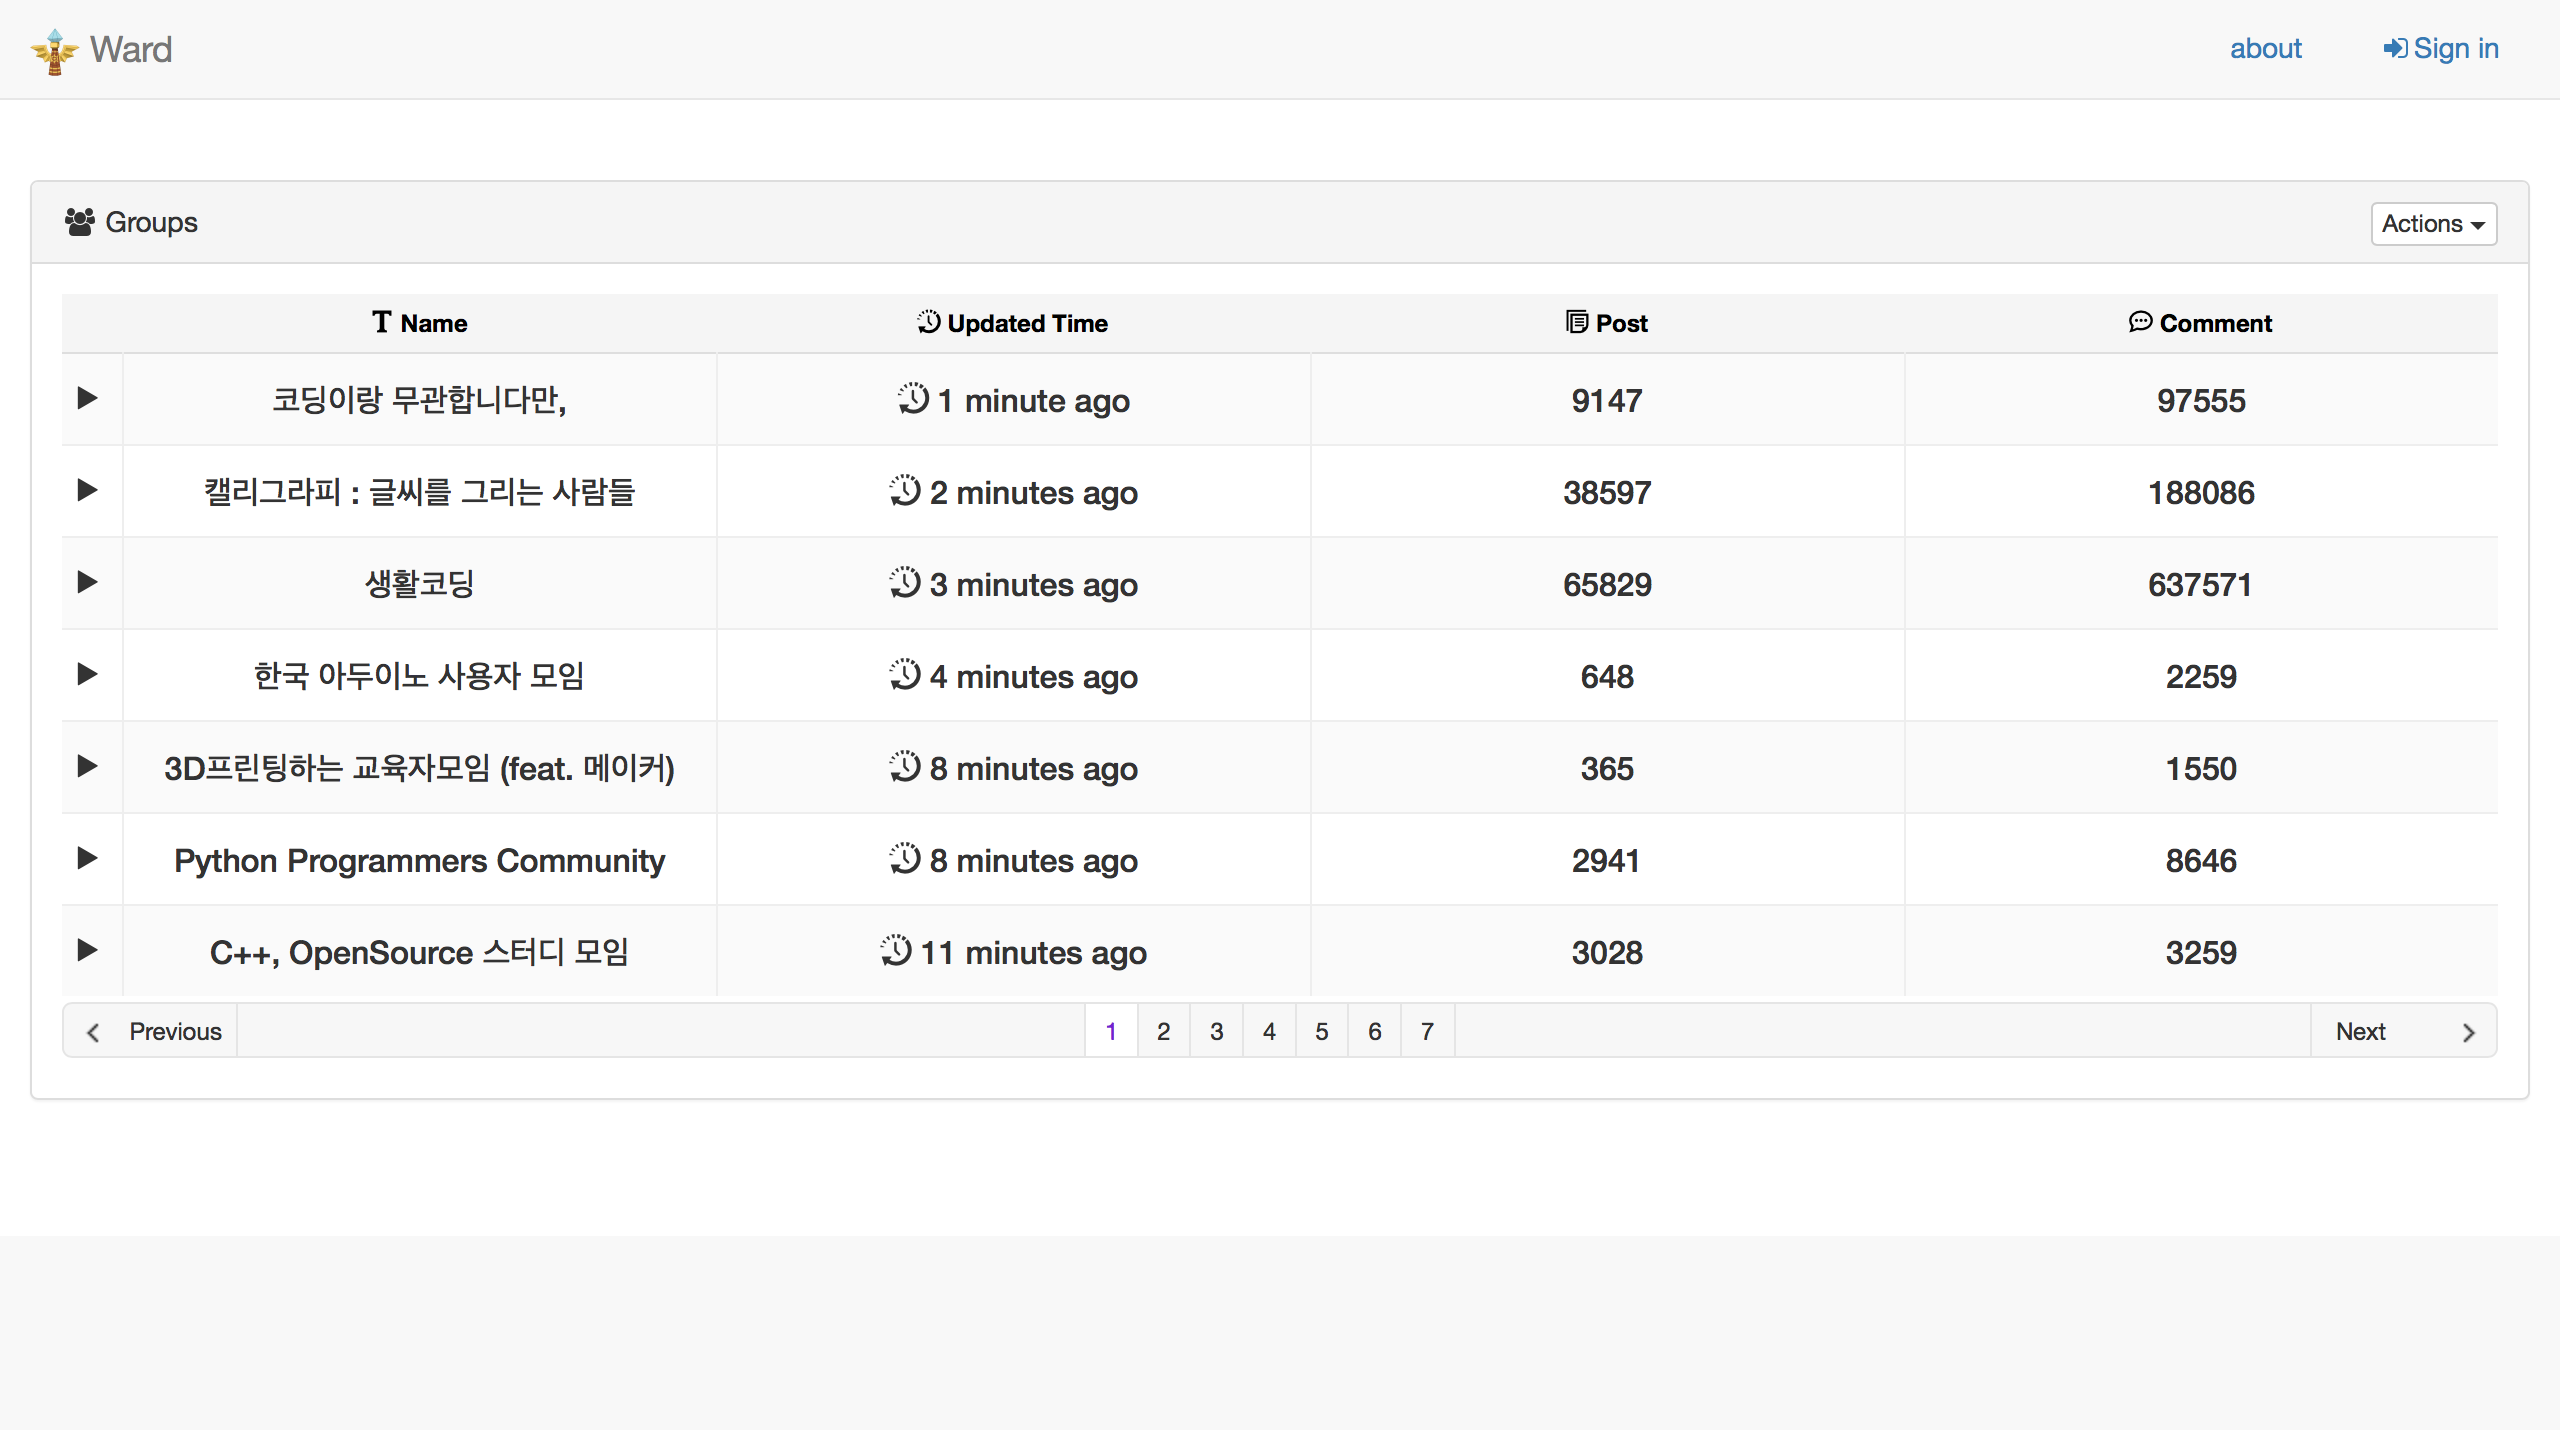 Ward
about
Sign in
Groups
Actions
Name Updated Time Post Comment
코딩이랑 무관합니다만, 1 minute ago 9147 97555
캘리그라피 : 글씨를 그리는 사람들 2 minutes ago 38597 188086
생활코딩 3 minutes ago 65829 637571
한국 아두이노 사용자 모임 4 minutes ago 648 2259
3D프린팅하는 교육자모임 (feat. 메이커) 8 minutes ago 365 1550
Python Programmers Community 8 minutes ago 2941 8646
C++, OpenSource 스터디 모임 11 minutes ago 3028 3259
Previous 1 2 3 4 5 6 7 Next